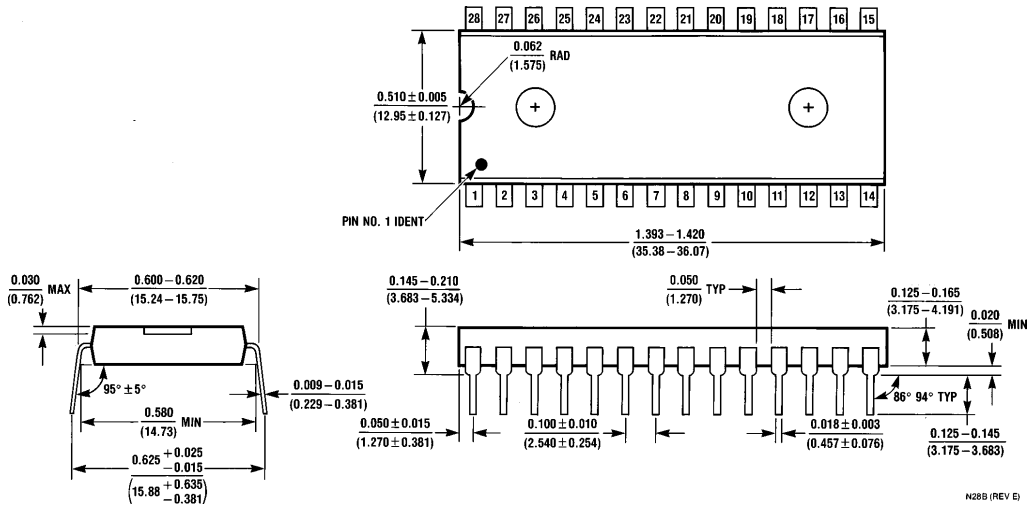 28 27 26 25 24 23 22 21 20 19 18 17 16 15
0.062
(1.575)
RAD
0.510 ± 0.005
(12.95 ± 0.127)
1 2 3 4 5 6 7 8 9 10 11 12 13 14
PIN NO. 1 IDENT
1.393 – 1.420
(35.38 – 36.07)
0.030
(0.762)
MAX
0.600 – 0.620
(15.24 – 15.75)
95° ±5°
0.580
(14.73)
MIN
0.009 – 0.015
(0.229 – 0.381)
0.625 +0.025
-0.015
(15.88 +0.635
-0.381)
0.145 – 0.210
(3.683 – 5.334)
0.050
(1.270)
TYP
0.125 – 0.165
(3.175 – 4.191)
0.020
(0.508)
MIN
86° 94° TYP
0.050 ± 0.015
(1.270 ± 0.381)
0.100 ± 0.010
(2.540 ± 0.254)
0.018 ± 0.003
(0.457 ± 0.076)
0.125 – 0.145
(3.175 – 3.683)
N28B (REV E)